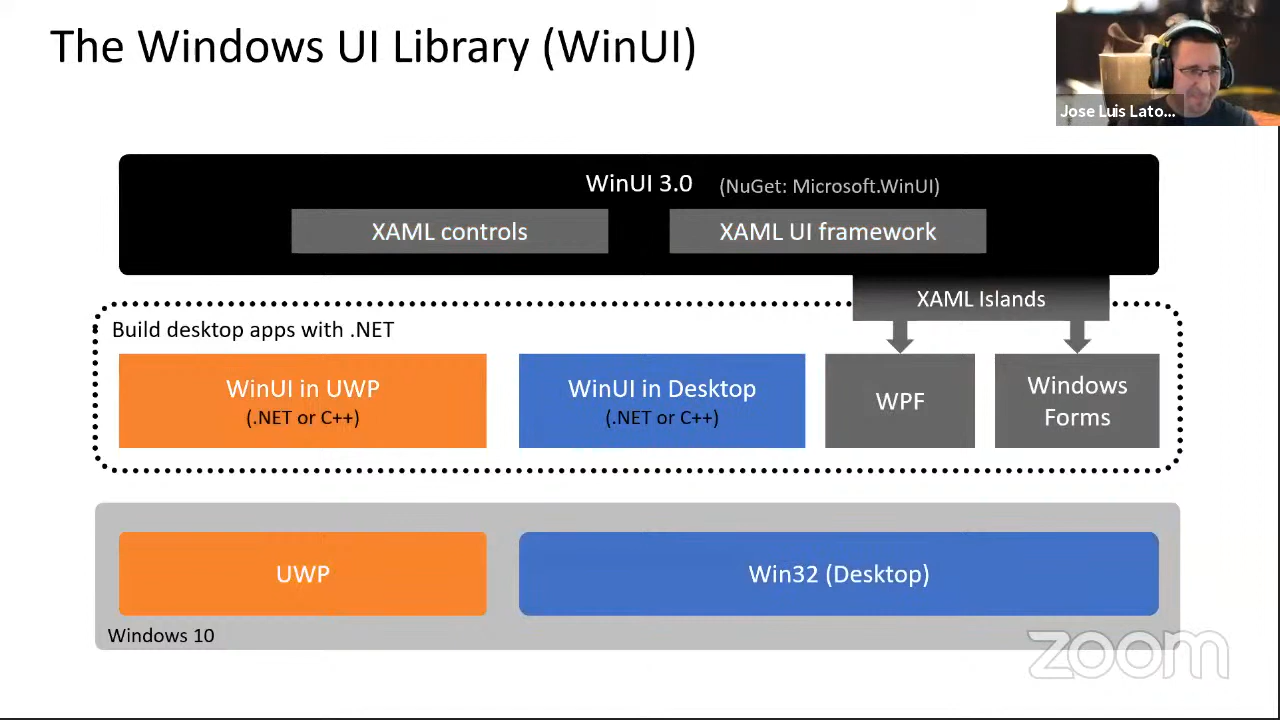 The Windows UI Library (WinUI)
Jose Luis Lato...
WinUI 3.0 (NuGet: Microsoft.WinUI)
XAML controls
XAML UI framework
XAML Islands
Build desktop apps with .NET
WinUI in UWP
(.NET or C++)
WinUI in Desktop
(.NET or C++)
WPF
Windows
Forms
UWP
Win32 (Desktop)
Windows 10
zoom